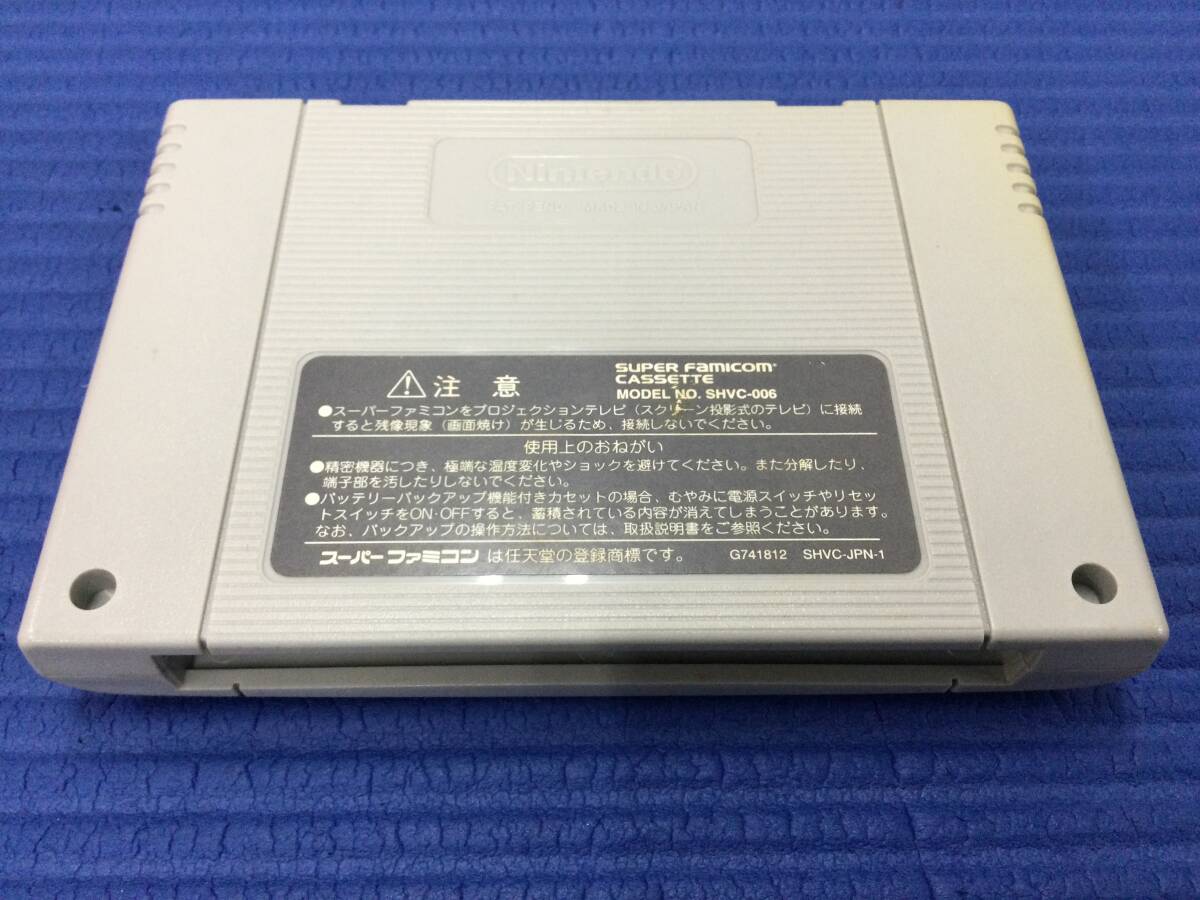 Nintendo
⚠注意
SUPER FAMICOM
CASSETTE
MODEL NO. SHVC-006
●スーパーファミコンをプロジェクションテレビ（スクリーン投影式のテレビ）に接続
すると残像現象（画面焼け）が生じるため、接続しないでください。
使用上のおねがい
●精密機器につき、極端な温度変化やショックを避けてください。また分解したり、
端子部を汚したりしないでください。
●バッテリーバックアップ機能付きカセットの場合、むやみに電源スイッチやリセッ
トスイッチをON・OFFすると、蓄積されている内容が消えてしまうことがあります。
なお、バックアップの操作方法については、取扱説明書をご参照ください。
スーパーファミコンは任天堂の登録商標です。 G741812 SHVC-JPN-1